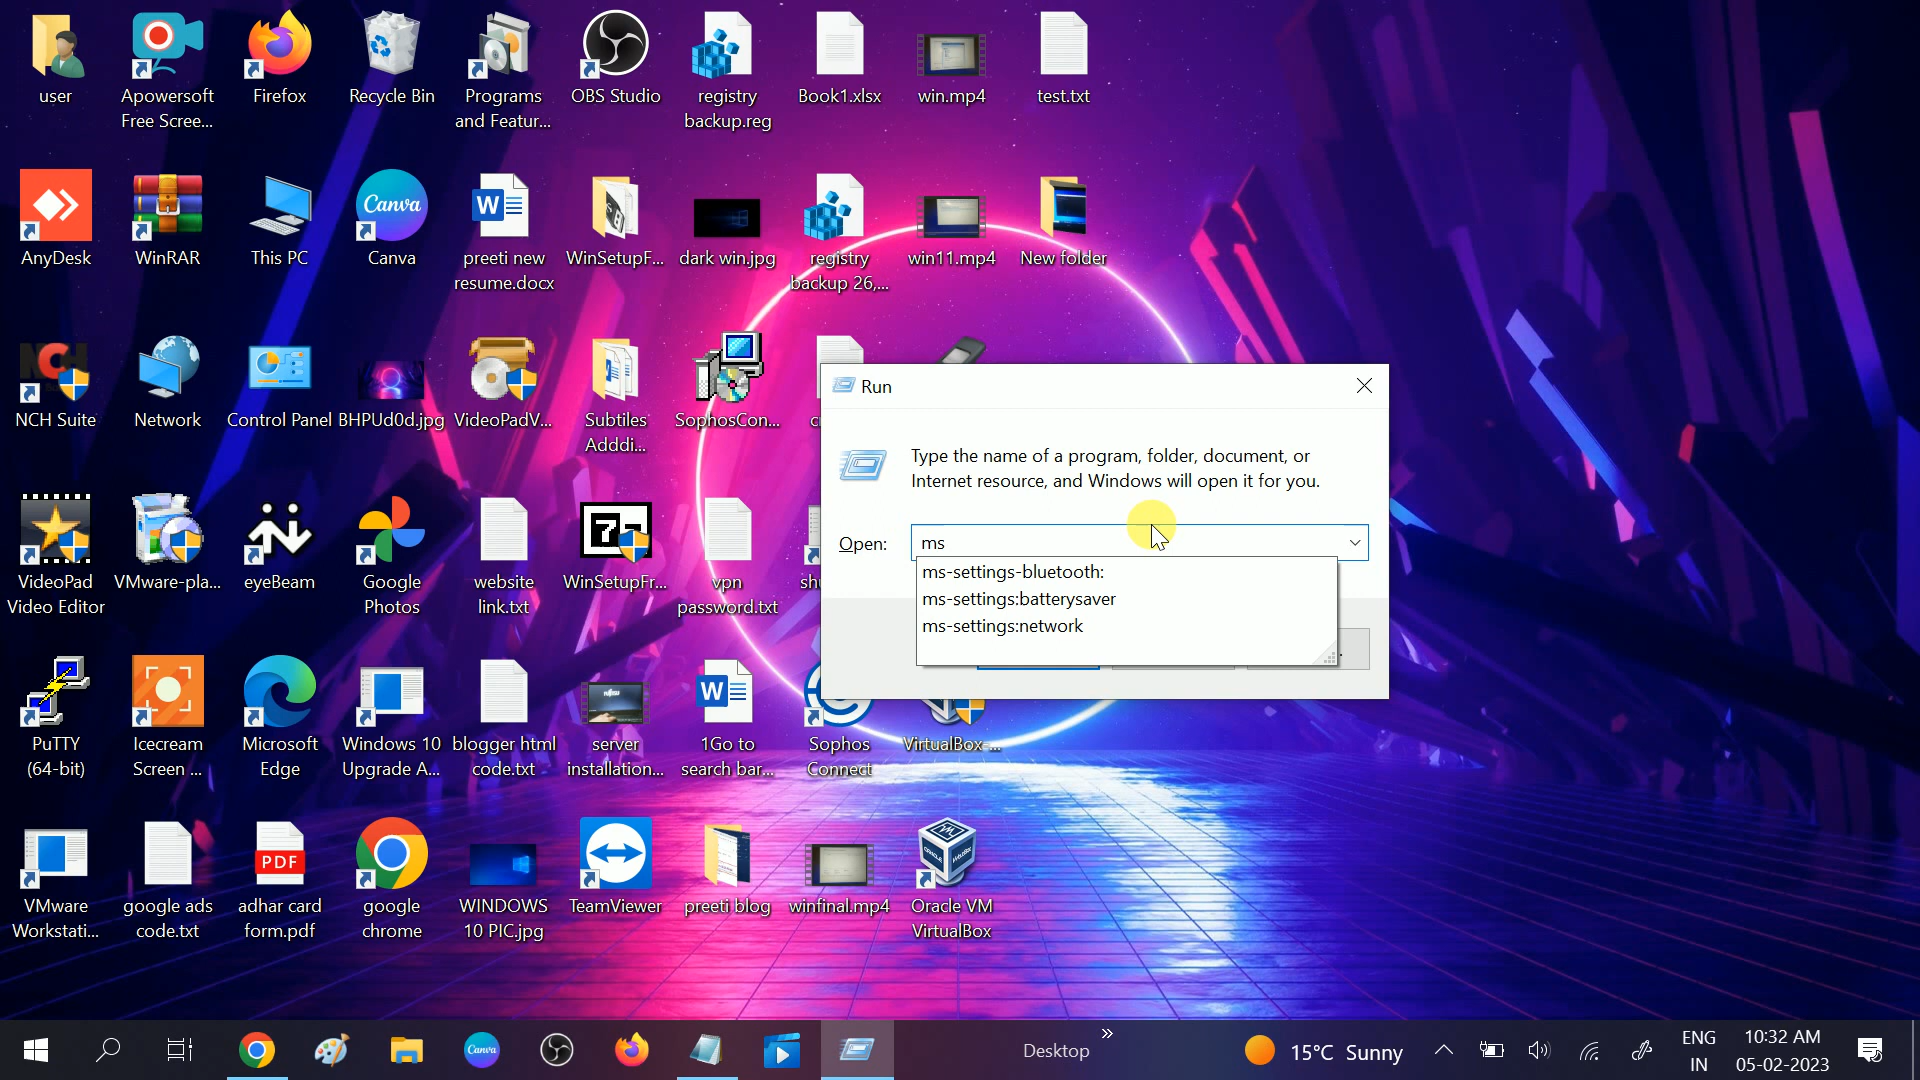 user
Apowersoft
Free Scree...
Firefox
Recycle Bin
Programs
and Featur...
OBS Studio
registry
backup.reg
Book1.xlsx
win.mp4
test.txt
AnyDesk
WinRAR
This PC
Canva
Canva
preeti new
resume.docx
WinSetupF...
dark win.jpg
registry
backup 26,...
win11.mp4
New folder
NCH
NCH Suite
Network
Control Panel
BHPUd0d.jpg
VideoPadV...
Subtiles
Adddi...
SophosCon...
Run
Type the name of a program, folder, document, or
Internet resource, and Windows will open it for you.
Open:
ms
ms-settings-bluetooth:
ms-settings:batterysaver
ms-settings:network
VideoPad
Video Editor
VMware-pla...
eyeBeam
Google
Photos
website
link.txt
WinSetupFr...
vpn
password.txt
PuTTY
(64-bit)
Icecream
Screen ...
Microsoft
Edge
Windows 10
Upgrade A...
blogger html
code.txt
server
installation...
1Go to
search bar...
Sophos
Connect
VirtualBox-...
VMware
Workstati...
google ads
code.txt
PDF
adhar card
form.pdf
google
chrome
WINDOWS
10 PIC.jpg
TeamViewer
preeti blog
winfinal.mp4
Oracle VM
VirtualBox
Canva
Desktop
15°C Sunny
ENG
IN
10:32 AM
05-02-2023